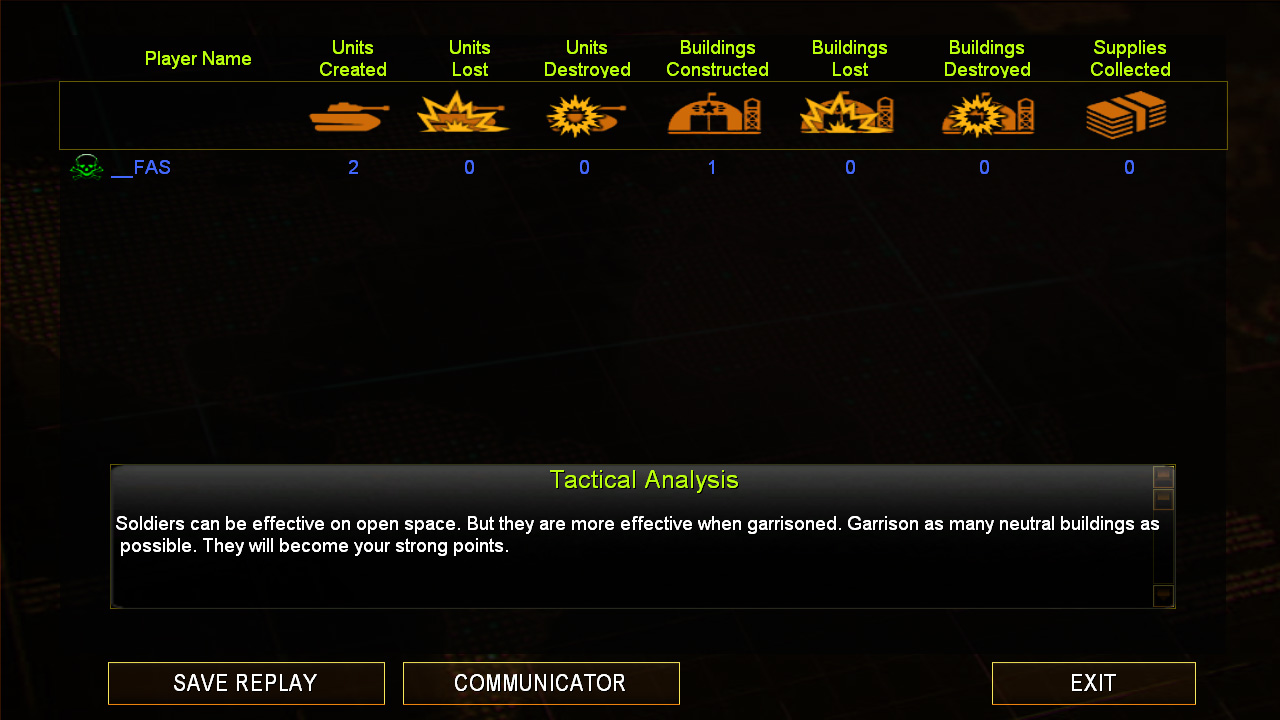 Player Name
Units Created
Units Lost
Units Destroyed
Buildings Constructed
Buildings Lost
Buildings Destroyed
Supplies Collected
__FAS 2 0 0 1 0 0 0
Tactical Analysis
Soldiers can be effective on open space. But they are more effective when garrisoned. Garrison as many neutral buildings as
possible. They will become your strong points.
SAVE REPLAY
COMMUNICATOR
EXIT